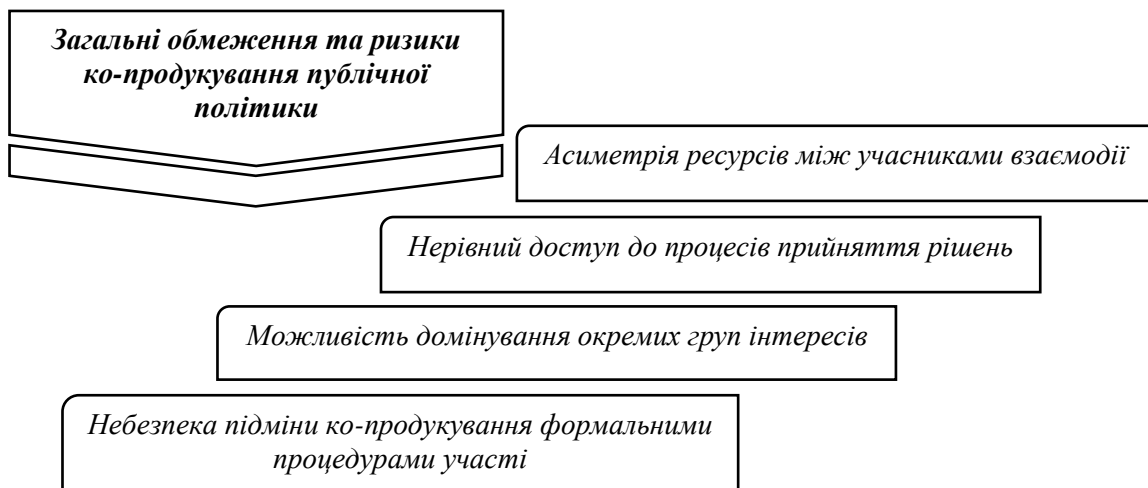 Загальні обмеження та ризики
ко-продукування публічної
політики
Асиметрія ресурсів між учасниками взаємодії
Нерівний доступ до процесів прийняття рішень
Можливість домінування окремих груп інтересів
Небезпека підміни ко-продукування формальними
процедурами участі